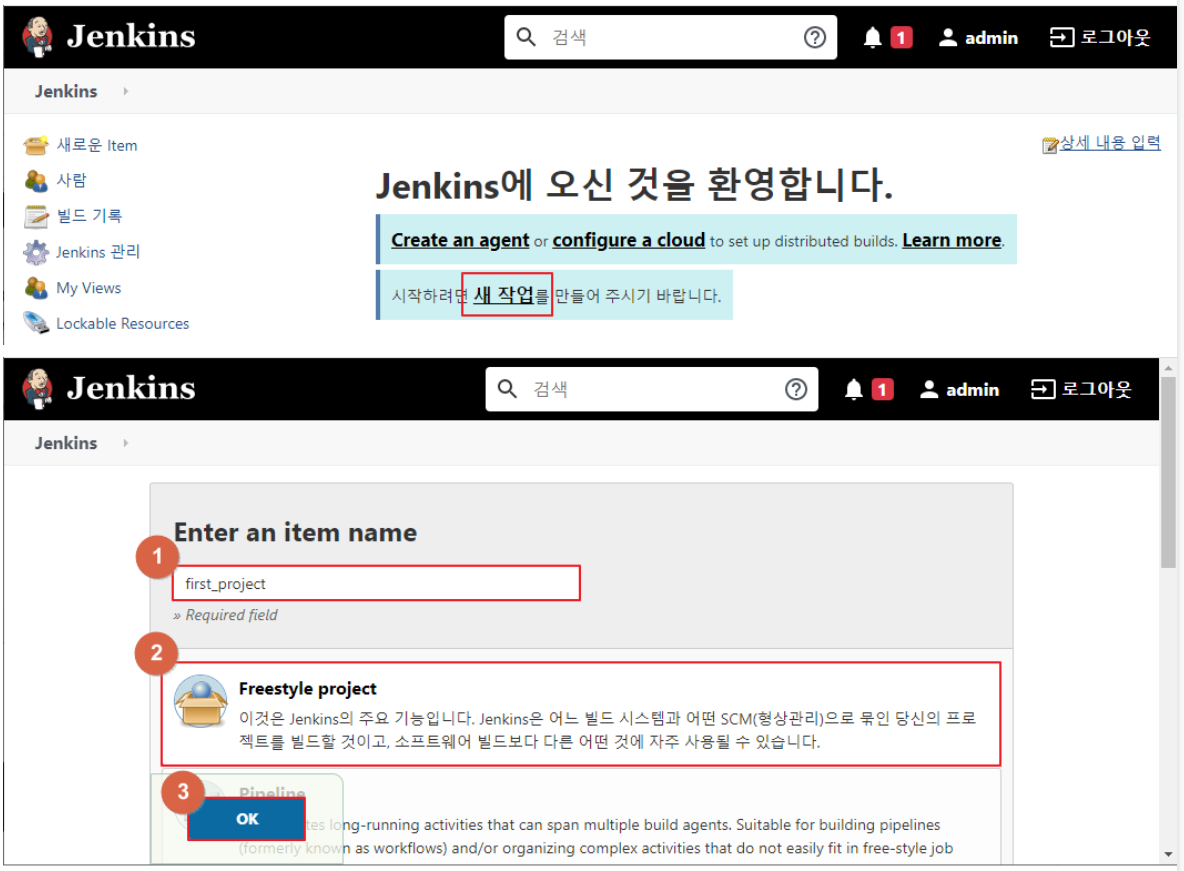 Jenkins
검색
1
admin
로그아웃
Jenkins
새로운 Item
상세 내용 입력
사람
빌드 기록
Jenkins 관리
My Views
Lockable Resources
Jenkins에 오신 것을 환영합니다.
Create an agent or configure a cloud to set up distributed builds. Learn more.
시작하려면 새 작업를 만들어 주시기 바랍니다.
Jenkins
검색
1
admin
로그아웃
Jenkins
Enter an item name
1
first_project
» Required field
2
Freestyle project
이것은 Jenkins의 주요 기능입니다. Jenkins은 어느 빌드 시스템과 어떤 SCM(형상관리)으로 묶인 당신의 프로
젝트를 빌드할 것이고, 소프트웨어 빌드보다 다른 어떤 것에 자주 사용될 수 있습니다.
3
Pipeline
OK
long-running activities that can span multiple build agents. Suitable for building pipelines
(formerly known as workflows) and/or organizing complex activities that do not easily fit in free-style job